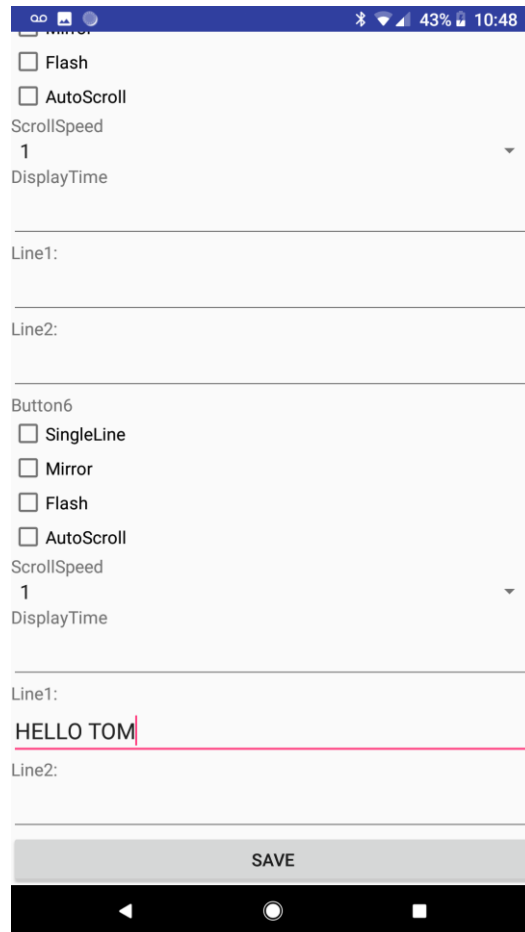 43% 10:48
Flash
AutoScroll
ScrollSpeed
1
DisplayTime
Line1:
Line2:
Button6
SingleLine
Mirror
Flash
AutoScroll
ScrollSpeed
1
DisplayTime
Line1:
HELLO TOM
Line2:
SAVE